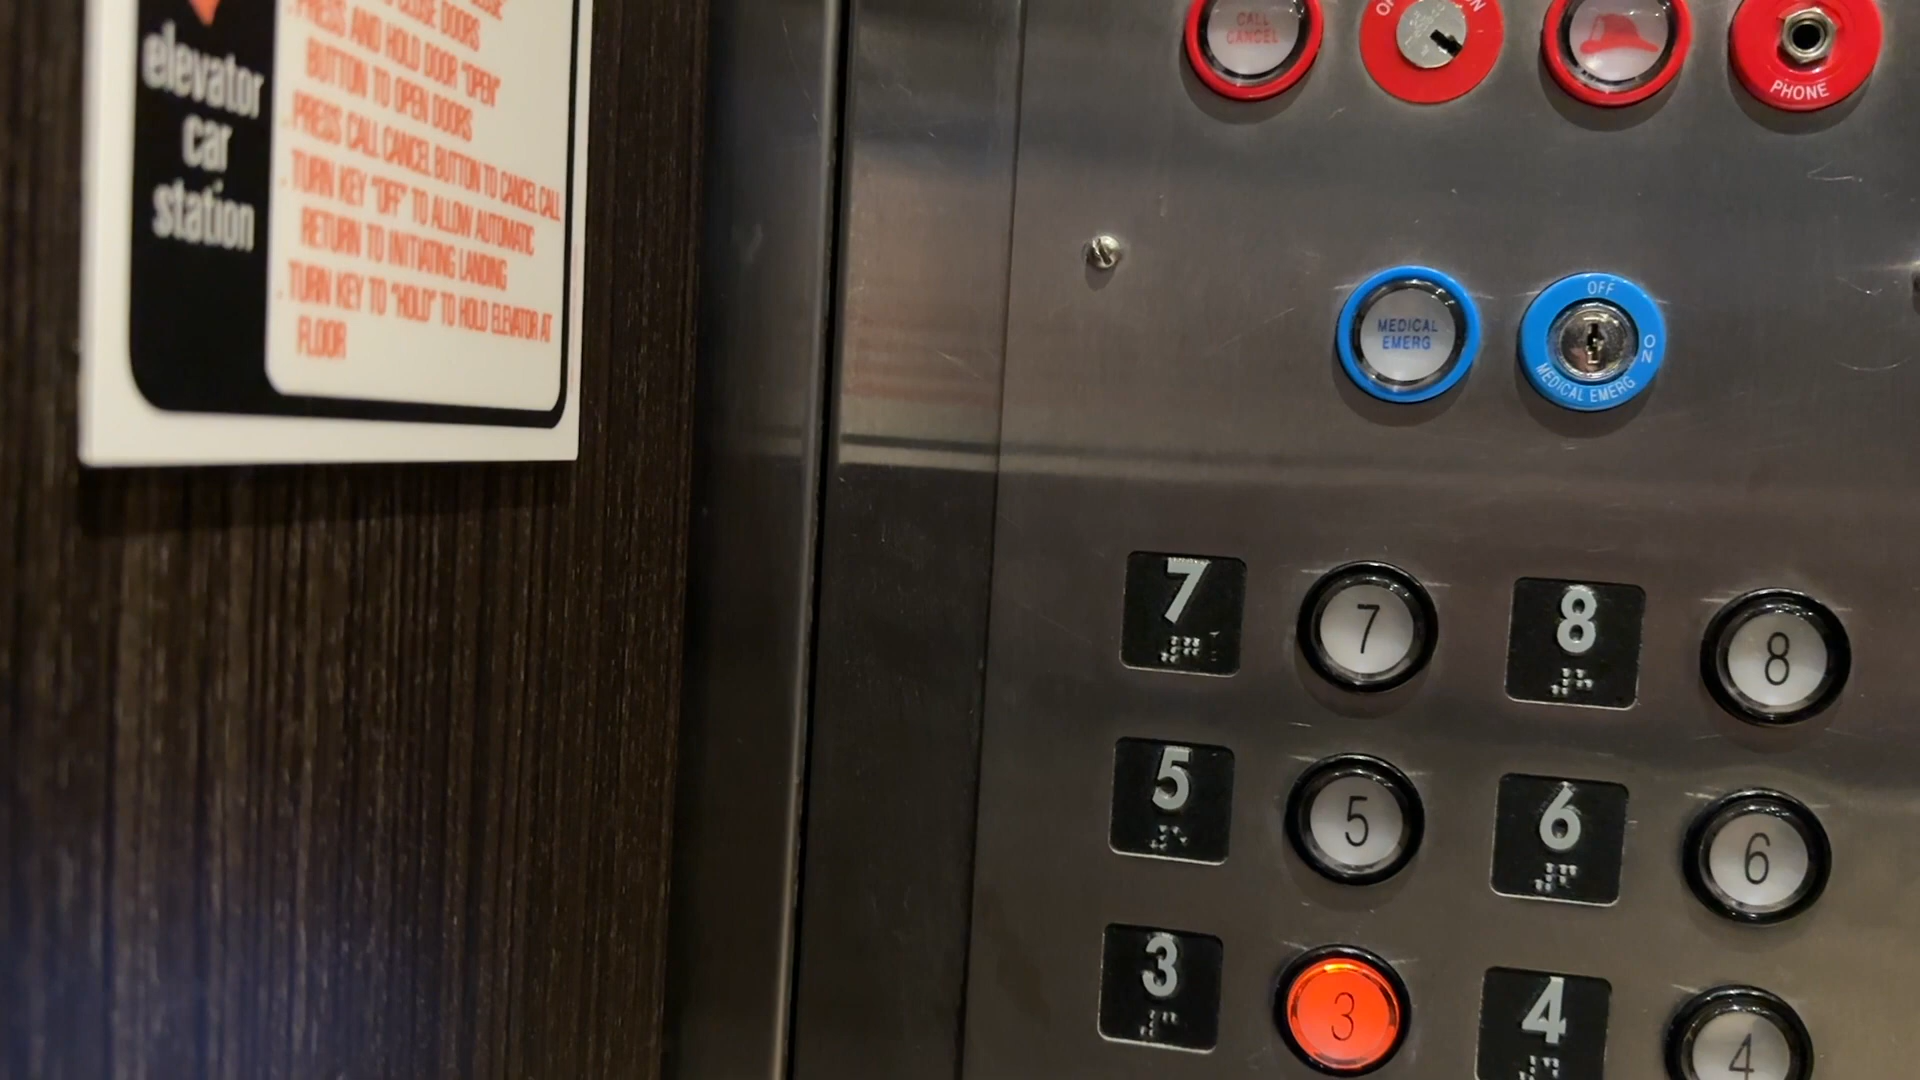 elevator
car
station
CLOSE DOORS
PRESS AND HOLD DOOR "OPEN"
BUTTON TO OPEN DOORS
PRESS CALL CANCEL BUTTON TO CANCEL CALL
TURN KEY "OFF" TO ALLOW AUTOMATIC
RETURN TO INITIATING LANDING
TURN KEY TO "HOLD" TO HOLD ELEVATOR AT
FLOOR
CALL
CANCEL
PHONE
MEDICAL
EMERG
OFF
ON
MEDICAL EMERG
7 7 8 8
5 5 6 6
3 3 4 4